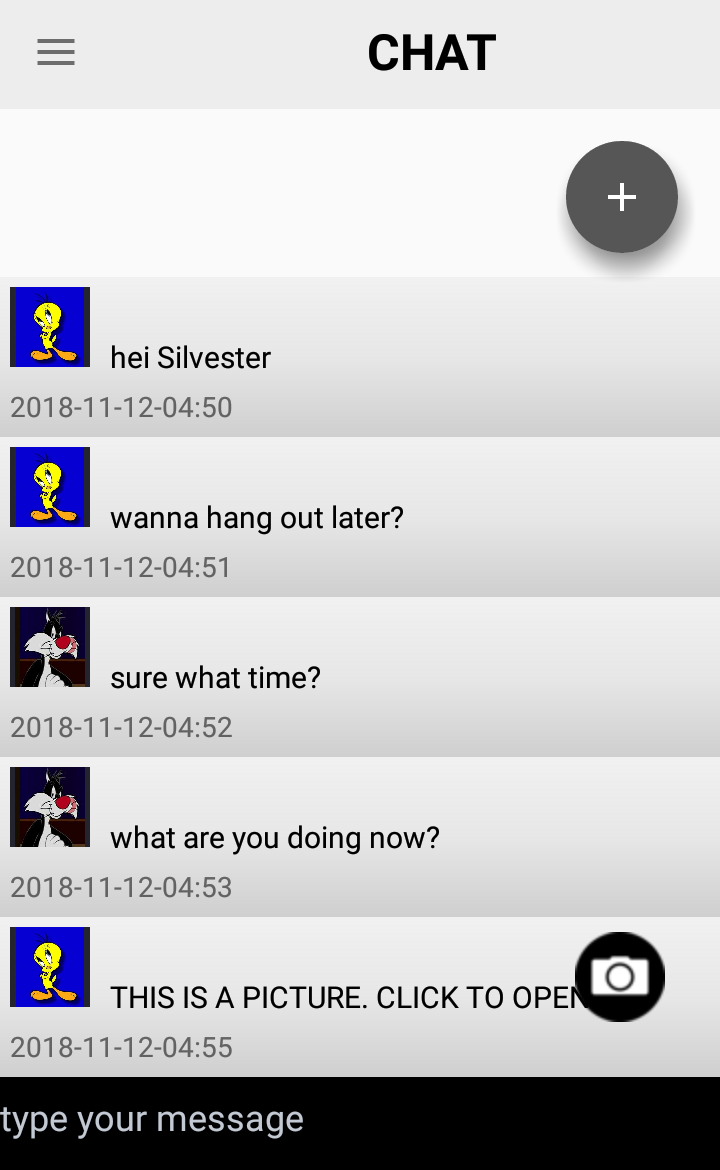 CHAT
hei Silvester
2018-11-12-04:50
wanna hang out later?
2018-11-12-04:51
sure what time?
2018-11-12-04:52
what are you doing now?
2018-11-12-04:53
THIS IS A PICTURE. CLICK TO OPEN
2018-11-12-04:55
type your message